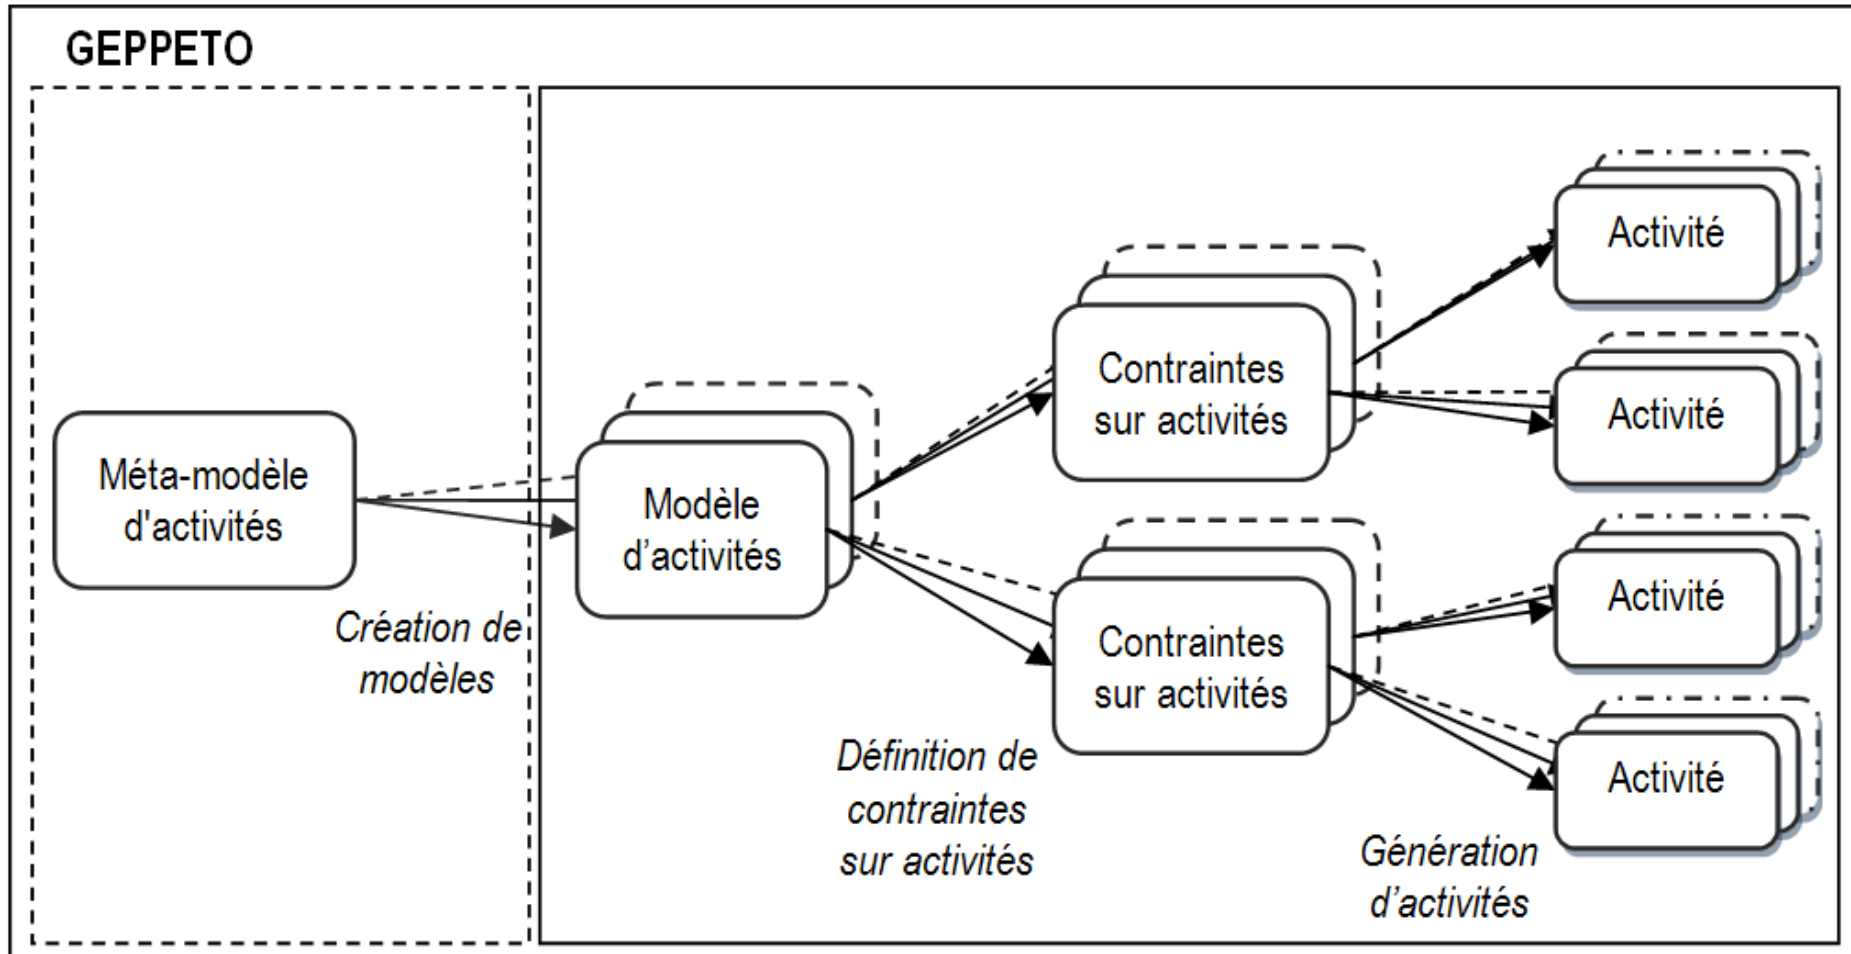 GEPPETO
Méta-modèle
d'activités
Création de
modèles
Modèle
d’activités
Définition de
contraintes
sur activités
Contraintes
sur activités
Contraintes
sur activités
Génération
d’activités
Activité
Activité
Activité
Activité